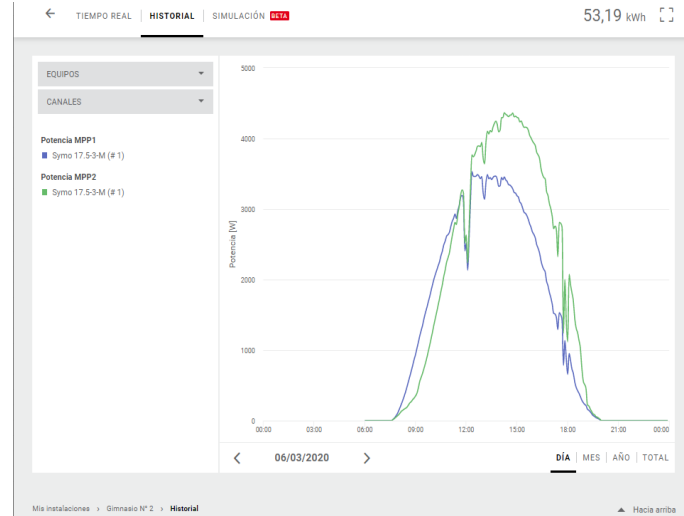 TIEMPO REAL HISTORIAL SIMULACIÓN BETA 53,19 kWh
EQUIPOS
CANALES
Potencia MPP1
Symo 17.5-3-M (# 1)
Potencia MPP2
Symo 17.5-3-M (# 1)
Potencia [W]
5000
4000
3000
2000
1000
0
00:00 03:00 06:00 09:00 12:00 15:00 18:00 21:00 00:00
06/03/2020
DÍA MES AÑO TOTAL
Mis instalaciones > Gimnasio N° 2 > Historial
Hacia arriba